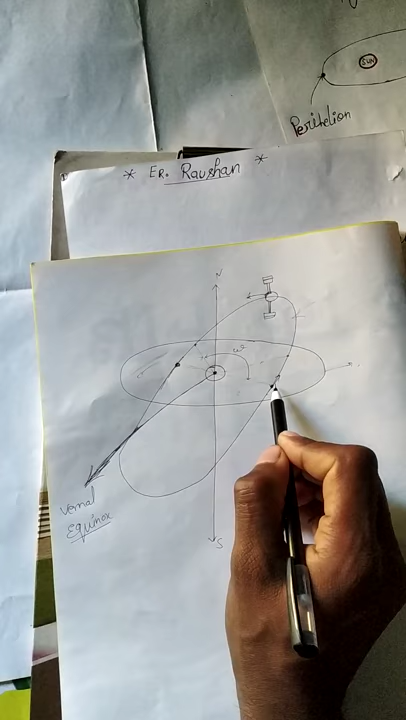 SUN
Perihelion
* ER. Raushan *
N
ω
Vernal
Equinox
S